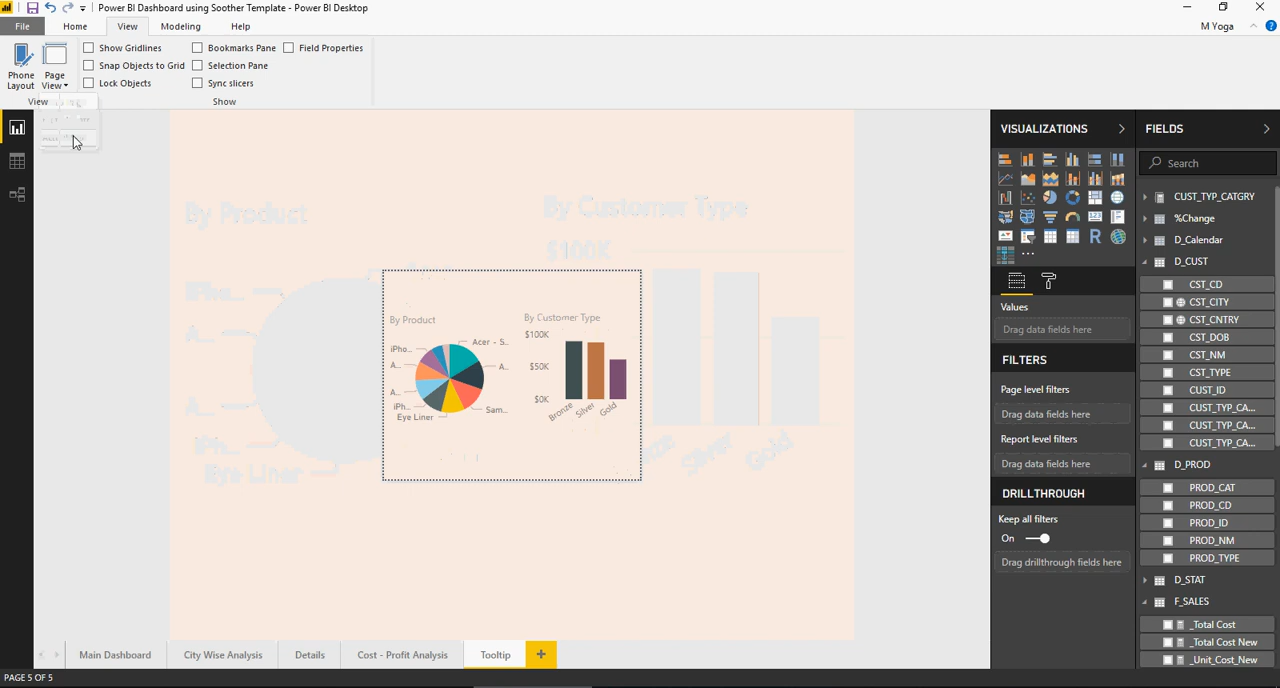 Power BI Dashboard using Soother Template - Power BI Desktop
File Home View Modeling Help
M Yoga
Phone Layout
Page View
Show Gridlines
Snap Objects to Grid
Lock Objects
Bookmarks Pane
Selection Pane
Sync slicers
Field Properties
View
Show
By Product
By Customer Type
$100K
iPho...
A...
A...
iPh...
Eye Liner
Silver
Gold
By Product
iPho...
A...
A...
iPh...
Eye Liner
Acer - S..
A...
Sam...
By Customer Type
$100K
$50K
$0K
Bronze
Silver
Gold
VISUALIZATIONS
Values
Drag data fields here
FILTERS
Page level filters
Drag data fields here
Report level filters
Drag data fields here
DRILLTHROUGH
Keep all filters
On
Drag drillthrough fields here
FIELDS
Search
CUST_TYP_CATGRY
%Change
D_Calendar
D_CUST
CST_CD
CST_CITY
CST_CNTRY
CST_DOB
CST_NM
CST_TYPE
CUST_ID
CUST_TYP_CA...
CUST_TYP_CA...
CUST_TYP_CA...
D_PROD
PROD_CAT
PROD_CD
PROD_ID
PROD_NM
PROD_TYPE
D_STAT
F_SALES
_Total Cost
_Total Cost New
_Unit_Cost_New
Main Dashboard
City Wise Analysis
Details
Cost - Profit Analysis
Tooltip
PAGE 5 OF 5